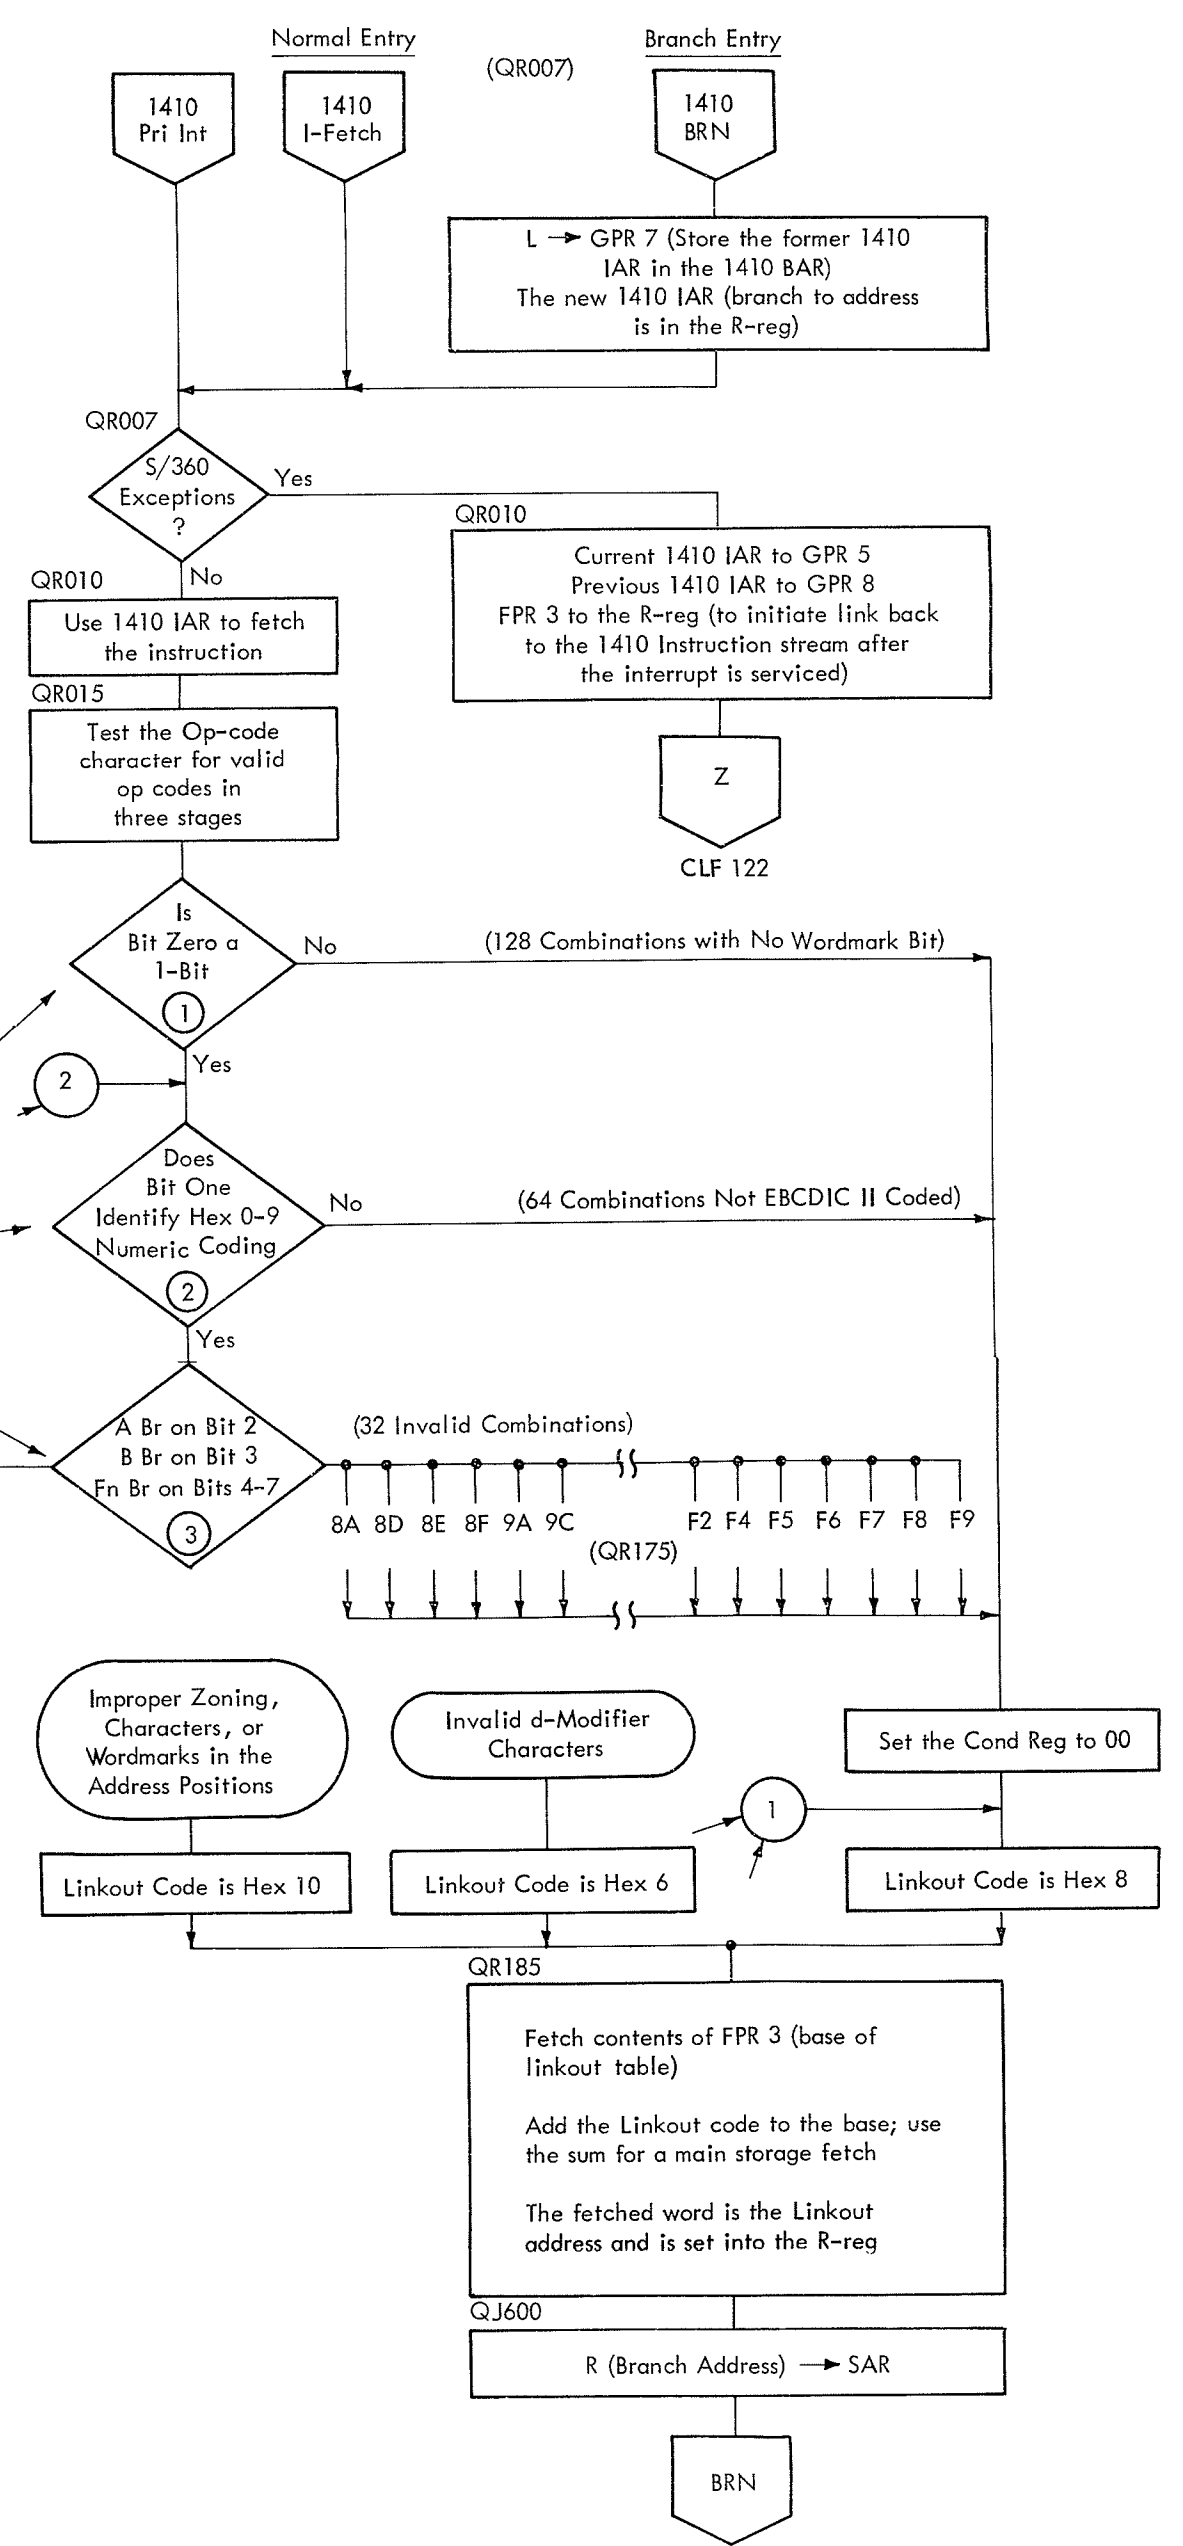 Normal Entry
(QR007)
Branch Entry
1410
Pri Int
1410
I-Fetch
1410
BRN
L → GPR 7 (Store the former 1410
IAR in the 1410 BAR)
The new 1410 IAR (branch to address
is in the R-reg)
QR007
S/360
Exceptions
?
Yes
No
QR010
Current 1410 IAR to GPR 5
Previous 1410 IAR to GPR 8
FPR 3 to the R-reg (to initiate link back
to the 1410 Instruction stream after
the interrupt is serviced)
Z
CLF 122
QR010
Use 1410 IAR to fetch
the instruction
QR015
Test the Op-code
character for valid
op codes in
three stages
Is
Bit Zero a
1-Bit
1
No
(128 Combinations with No Wordmark Bit)
Yes
2
Does
Bit One
Identify Hex 0-9
Numeric Coding
2
No
(64 Combinations Not EBCDIC II Coded)
Yes
A Br on Bit 2
B Br on Bit 3
Fn Br on Bits 4-7
3
(32 Invalid Combinations)
8A 8D 8E 8F 9A 9C F2 F4 F5 F6 F7 F8 F9
(QR175)
Improper Zoning,
Characters, or
Wordmarks in the
Address Positions
Invalid d-Modifier
Characters
Set the Cond Reg to 00
1
Linkout Code is Hex 10
Linkout Code is Hex 6
Linkout Code is Hex 8
QR185
Fetch contents of FPR 3 (base of
linkout table)
Add the Linkout code to the base; use
the sum for a main storage fetch
The fetched word is the Linkout
address and is set into the R-reg
QJ600
R (Branch Address) → SAR
BRN